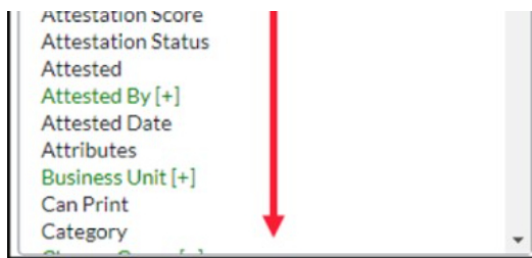 Attestation Score
Attestation Status
Attested
Attested By [+]
Attested Date
Attributes
Business Unit [+]
Can Print
Category